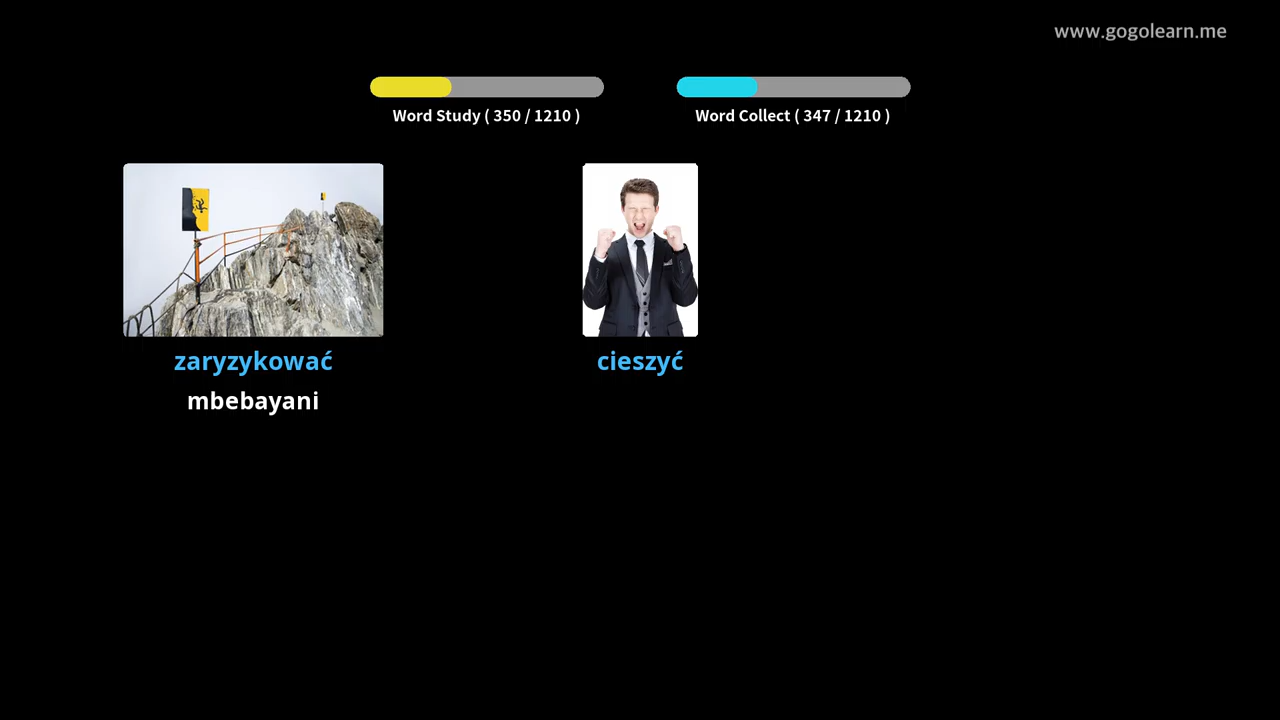 www.gogolearn.me
Word Study ( 350 / 1210 )
Word Collect ( 347 / 1210 )
zaryzykować
cieszyć
mbebayani